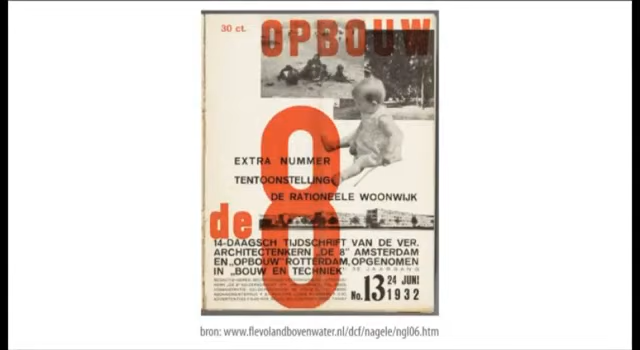 30 ct.
OPBOUW
8
EXTRA NUMMER
TENTOONSTELLING
DE RATIONEELE WOONWIJK
de
14-DAAGSCH TIJDSCHRIFT VAN DE VER.
ARCHITECTENKERN „DE 8” AMSTERDAM
EN „OPBOUW” ROTTERDAM, OPGENOMEN
IN „BOUW EN TECHNIEK”
3E JAARGANG
No. 13 24 JUNI
1932
bron: www.flevolandbovenwater.nl/dcf/nagele/ngl06.htm